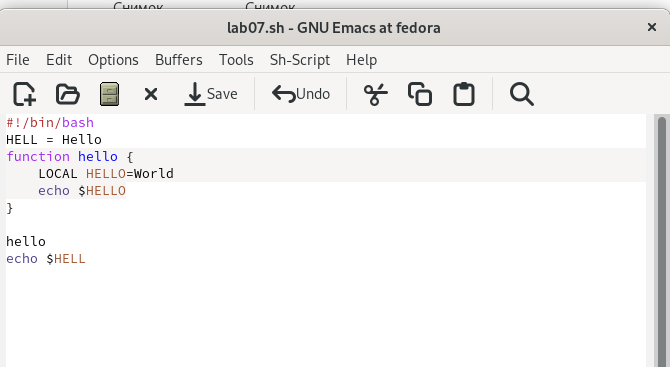 Снимок Снимок
lab07.sh - GNU Emacs at fedora ×
File Edit Options Buffers Tools Sh-Script Help
Save Undo
#!/bin/bash
HELL = Hello
function hello {
    LOCAL HELLO=World
    echo $HELLO
}
hello
echo $HELL